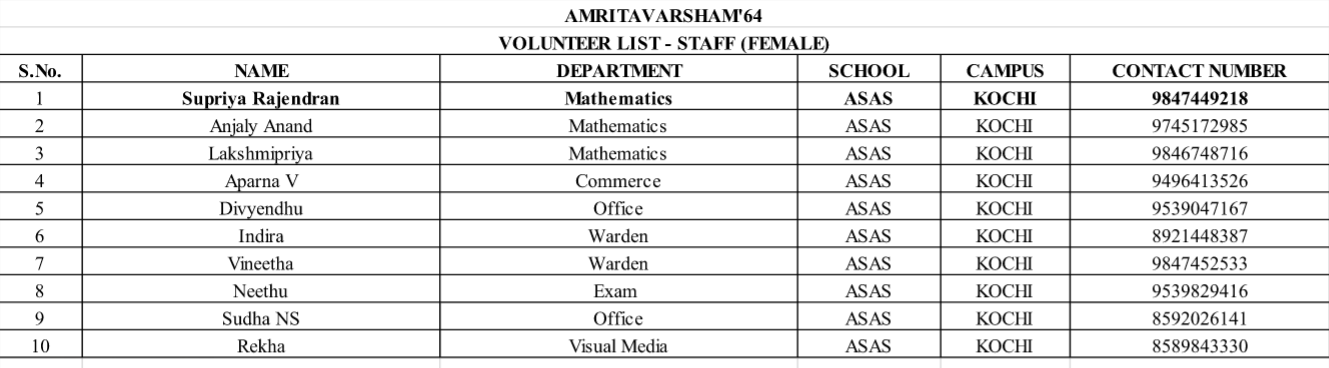 AMRITAVARSHAM'64
VOLUNTEER LIST - STAFF (FEMALE)
S.No. NAME DEPARTMENT SCHOOL CAMPUS CONTACT NUMBER
1 Supriya Rajendran Mathematics ASAS KOCHI 9847449218
2 Anjaly Anand Mathematics ASAS KOCHI 9745172985
3 Lakshmipriya Mathematics ASAS KOCHI 9846748716
4 Aparna V Commerce ASAS KOCHI 9496413526
5 Divyendhu Office ASAS KOCHI 9539047167
6 Indira Warden ASAS KOCHI 8921448387
7 Vineetha Warden ASAS KOCHI 9847452533
8 Neethu Exam ASAS KOCHI 9539829416
9 Sudha NS Office ASAS KOCHI 8592026141
10 Rekha Visual Media ASAS KOCHI 8589843330